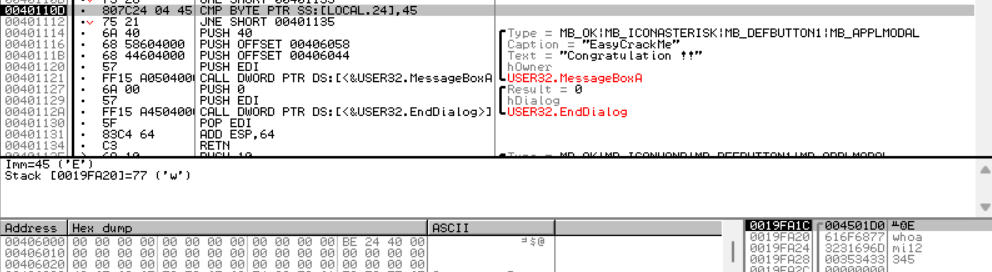 0040110D 807C24 04 45 CMP BYTE PTR SS:[LOCAL.24],45
00401112 75 21 JNE SHORT 00401135
00401114 6A 40 PUSH 40 Type = MB_OK|MB_ICONASTERISK|MB_DEFBUTTON1|MB_APPLMODAL
00401116 68 58604000 PUSH OFFSET 00406058 Caption = "EasyCrackMe"
0040111B 68 44604000 PUSH OFFSET 00406044 Text = "Congratulation !!"
00401120 57 PUSH EDI hOwner
00401121 FF15 A0504000 CALL DWORD PTR DS:[<&USER32.MessageBoxA USER32.MessageBoxA
00401127 6A 00 PUSH 0 Result = 0
00401129 57 PUSH EDI hDialog
0040112A FF15 A4504000 CALL DWORD PTR DS:[<&USER32.EndDialog>] USER32.EndDialog
00401130 5F POP EDI
00401131 83C4 64 ADD ESP,64
00401134 C3 RETN
Imm=45 ('E')
Stack [0019FA20]=77 ('w')
Address Hex dump ASCII
00406000 00 00 00 00 00 00 00 00 00 00 00 00 BE 24 40 00 $@
00406010 00 00 00 00 00 00 00 00 00 00 00 00 00 00 00 00
00406020 00 00 00 00 00 00 00 00 00 00 00 00 00 00 00 00
0019FA1C 004501D0 ╨0E
0019FA20 616F6877 whoa
0019FA24 3231696D mi12
0019FA28 00353433 345
0019FA2C 00000000